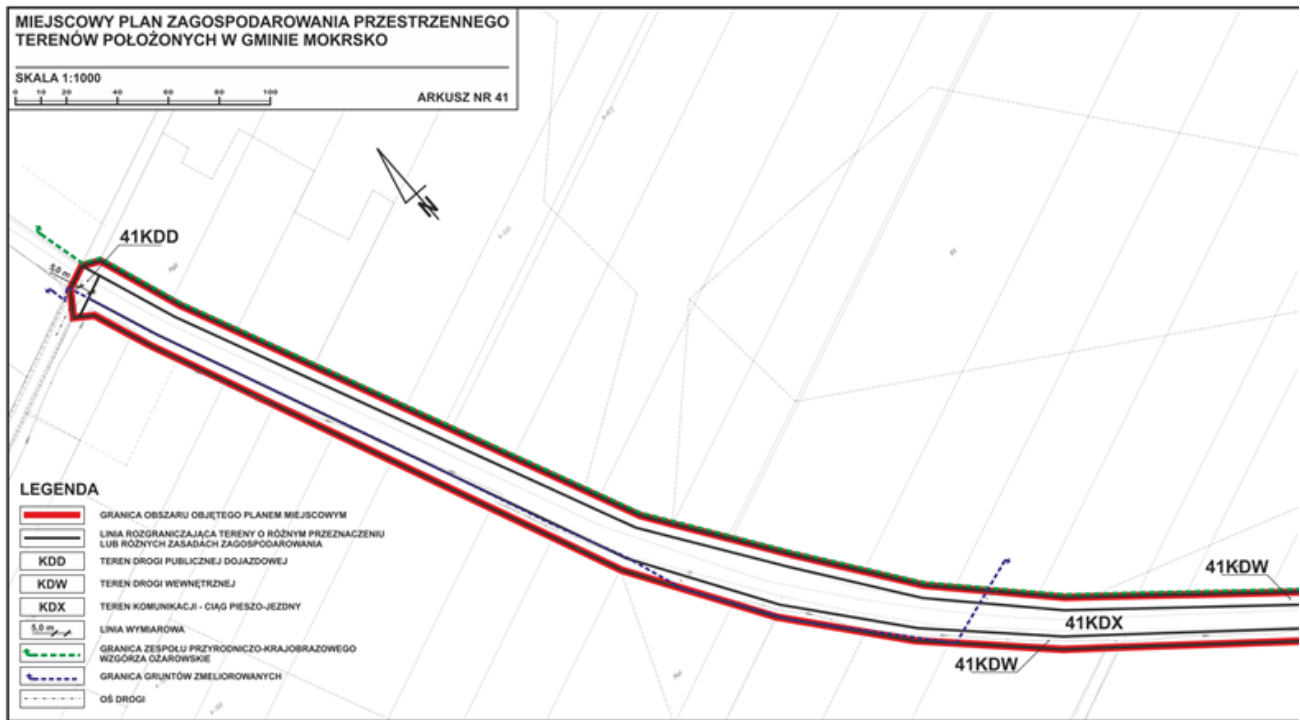 MIEJSCOWY PLAN ZAGOSPODAROWANIA PRZESTRZENNEGO
TERENÓW POŁOŻONYCH W GMINIE MOKRSKO
SKALA 1:1000
0 10 20 40 60 80 100
ARKUSZ NR 41
N
41KDD
5,0 m
41KDW
41KDX
41KDW
LEGENDA
GRANICA OBSZARU OBJĘTEGO PLANEM MIEJSCOWYM
LINIA ROZGRANICZAJĄCA TERENY O RÓŻNYM PRZEZNACZENIU
LUB RÓŻNYCH ZASADACH ZAGOSPODAROWANIA
KDD TEREN DROGI PUBLICZNEJ DOJAZDOWEJ
KDW TEREN DROGI WEWNĘTRZNEJ
KDX TEREN KOMUNIKACJI - CIĄG PIESZO-JEZDNY
5,0 m LINIA WYMIAROWA
GRANICA ZESPOŁU PRZYRODNICZO-KRAJOBRAZOWEGO
WZGÓRZA OŻAROWSKIE
GRANICA GRUNTÓW ZMELIOROWANYCH
OŚ DROGI